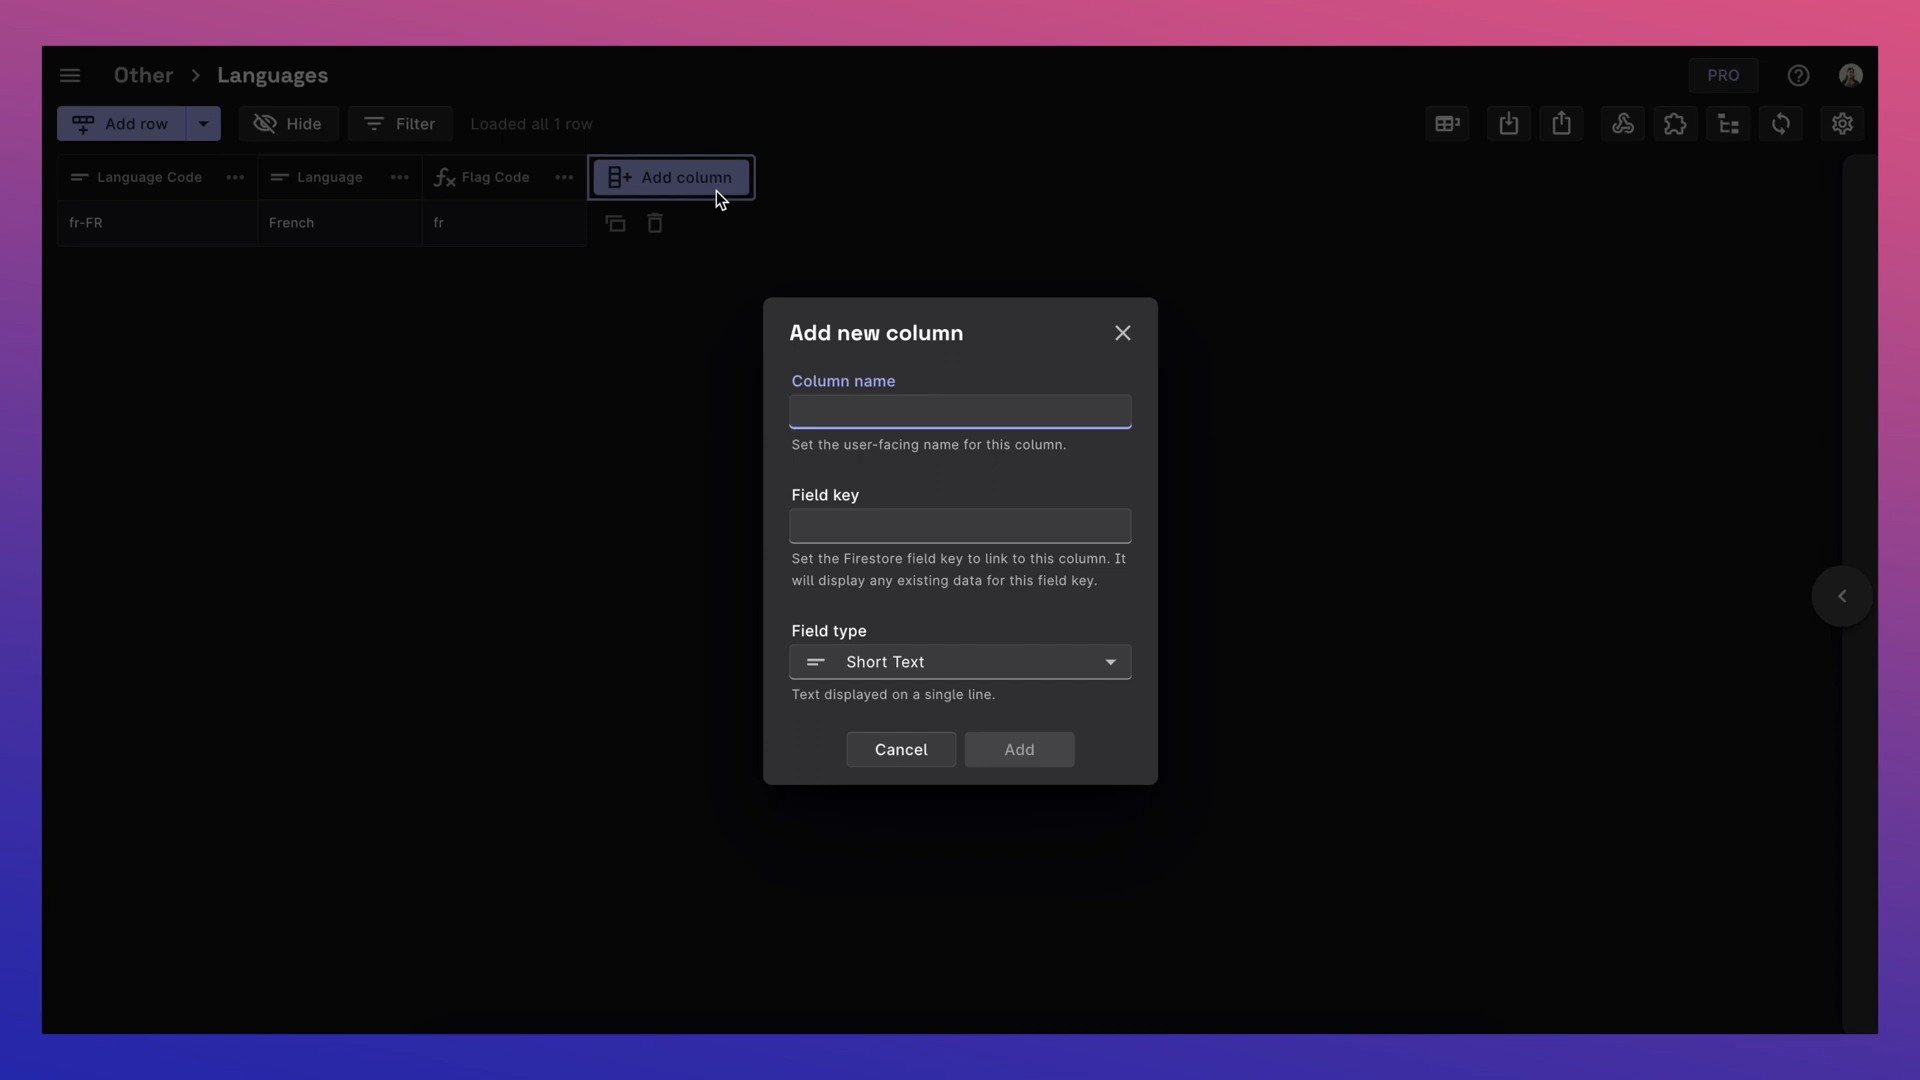 Other > Languages
PRO
Add row
Hide
Filter
Loaded all 1 row
Language Code
Language
fx Flag Code
Add column
fr-FR
French
fr
Add new column
Column name
Set the user-facing name for this column.
Field key
Set the Firestore field key to link to this column. It
will display any existing data for this field key.
Field type
Short Text
Text displayed on a single line.
Cancel
Add